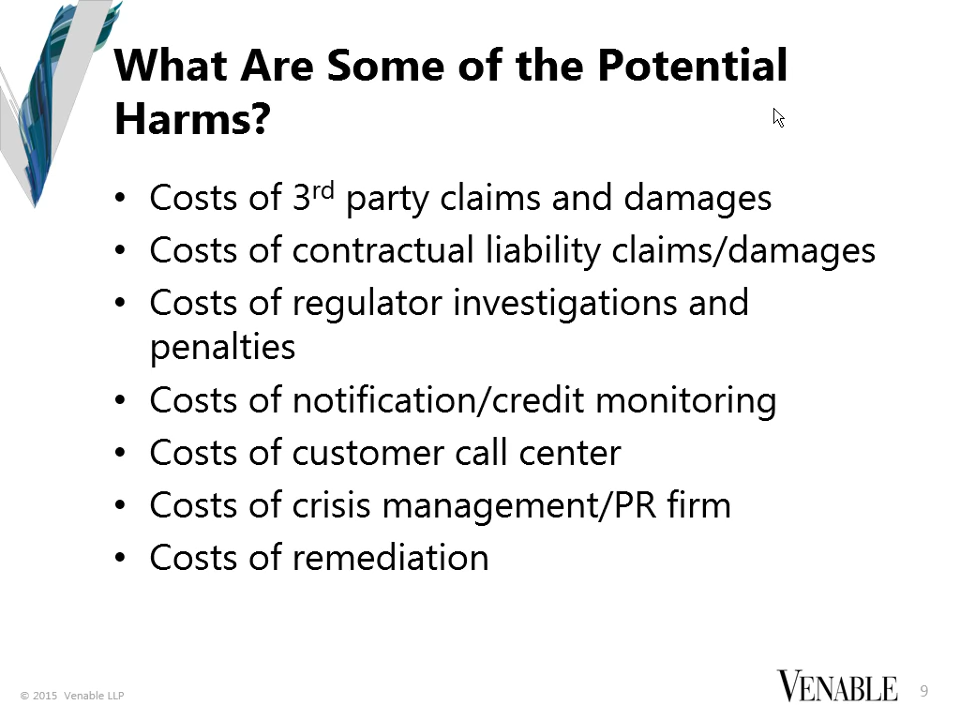 What Are Some of the Potential
Harms?
• Costs of 3rd party claims and damages
• Costs of contractual liability claims/damages
• Costs of regulator investigations and
penalties
• Costs of notification/credit monitoring
• Costs of customer call center
• Costs of crisis management/PR firm
• Costs of remediation
© 2015 Venable LLP
VENABLE
9